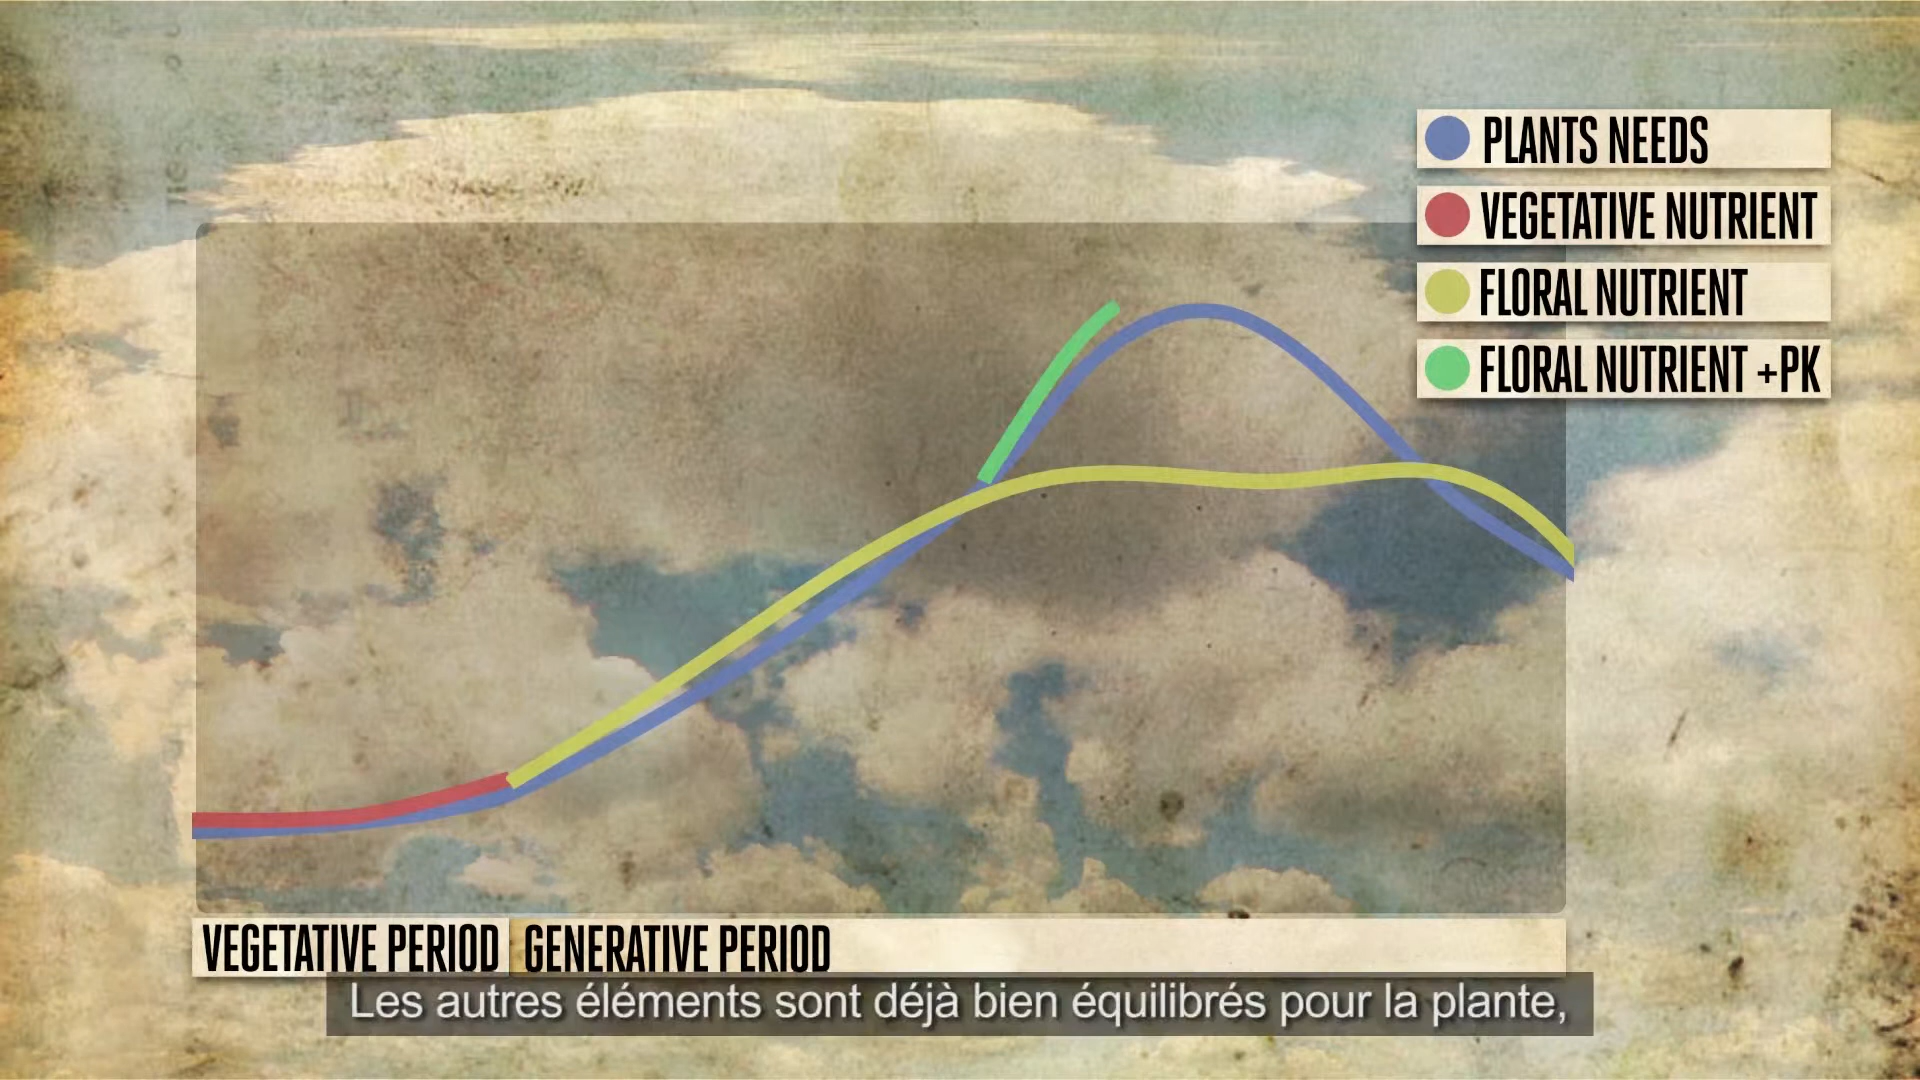 PLANTS NEEDS
VEGETATIVE NUTRIENT
FLORAL NUTRIENT
FLORAL NUTRIENT +PK
VEGETATIVE PERIOD
GENERATIVE PERIOD
Les autres éléments sont déjà bien équilibrés pour la plante,